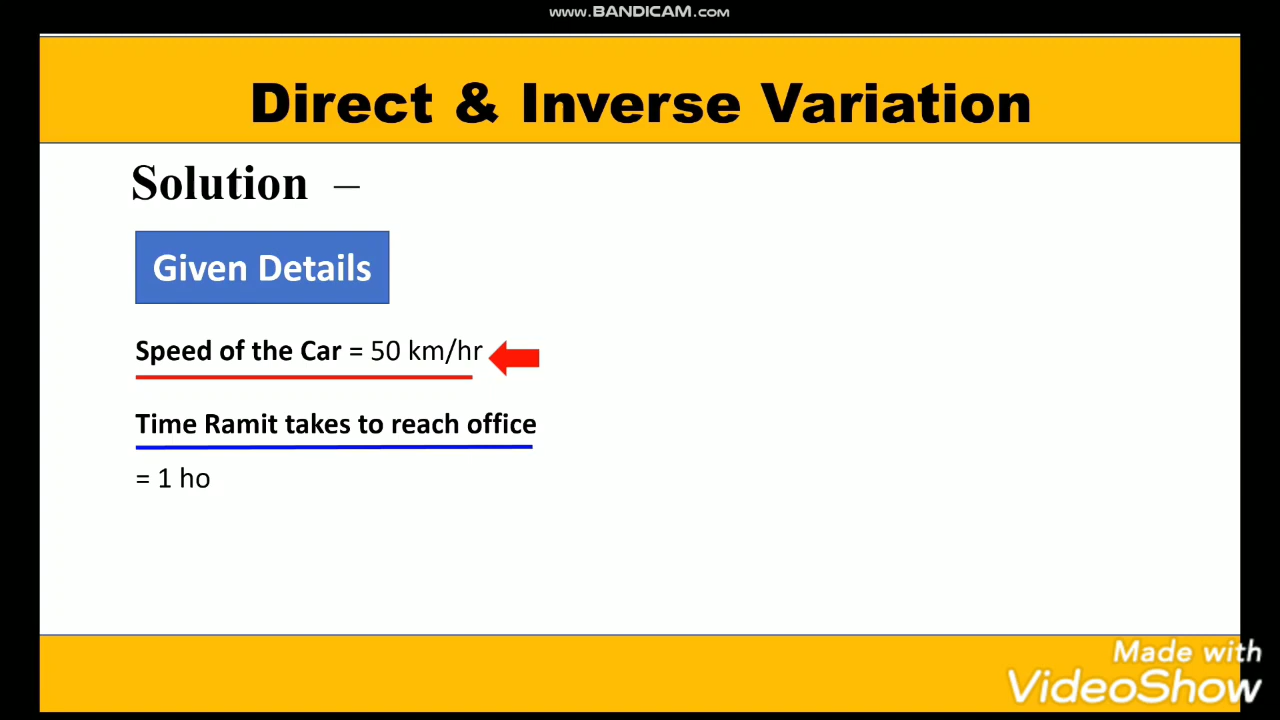 www.BANDICAM.com
Direct & Inverse Variation
Solution –
Given Details
Speed of the Car = 50 km/hr
Time Ramit takes to reach office
= 1 ho
Made with
VideoShow